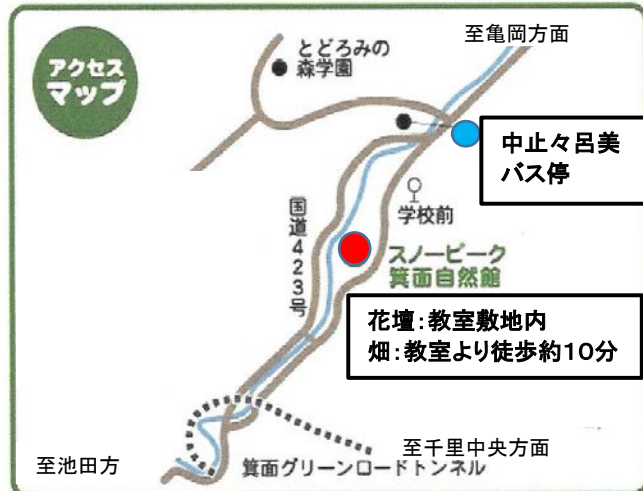 至亀岡方面
アクセス
マップ
とどろみの
森学園
中止々呂美
バス停
学校前
国道423号
スノーピーク
箕面自然館
花壇：教室敷地内
畑：教室より徒歩約１０分
至千里中央方面
至池田方
箕面グリーンロードトンネル